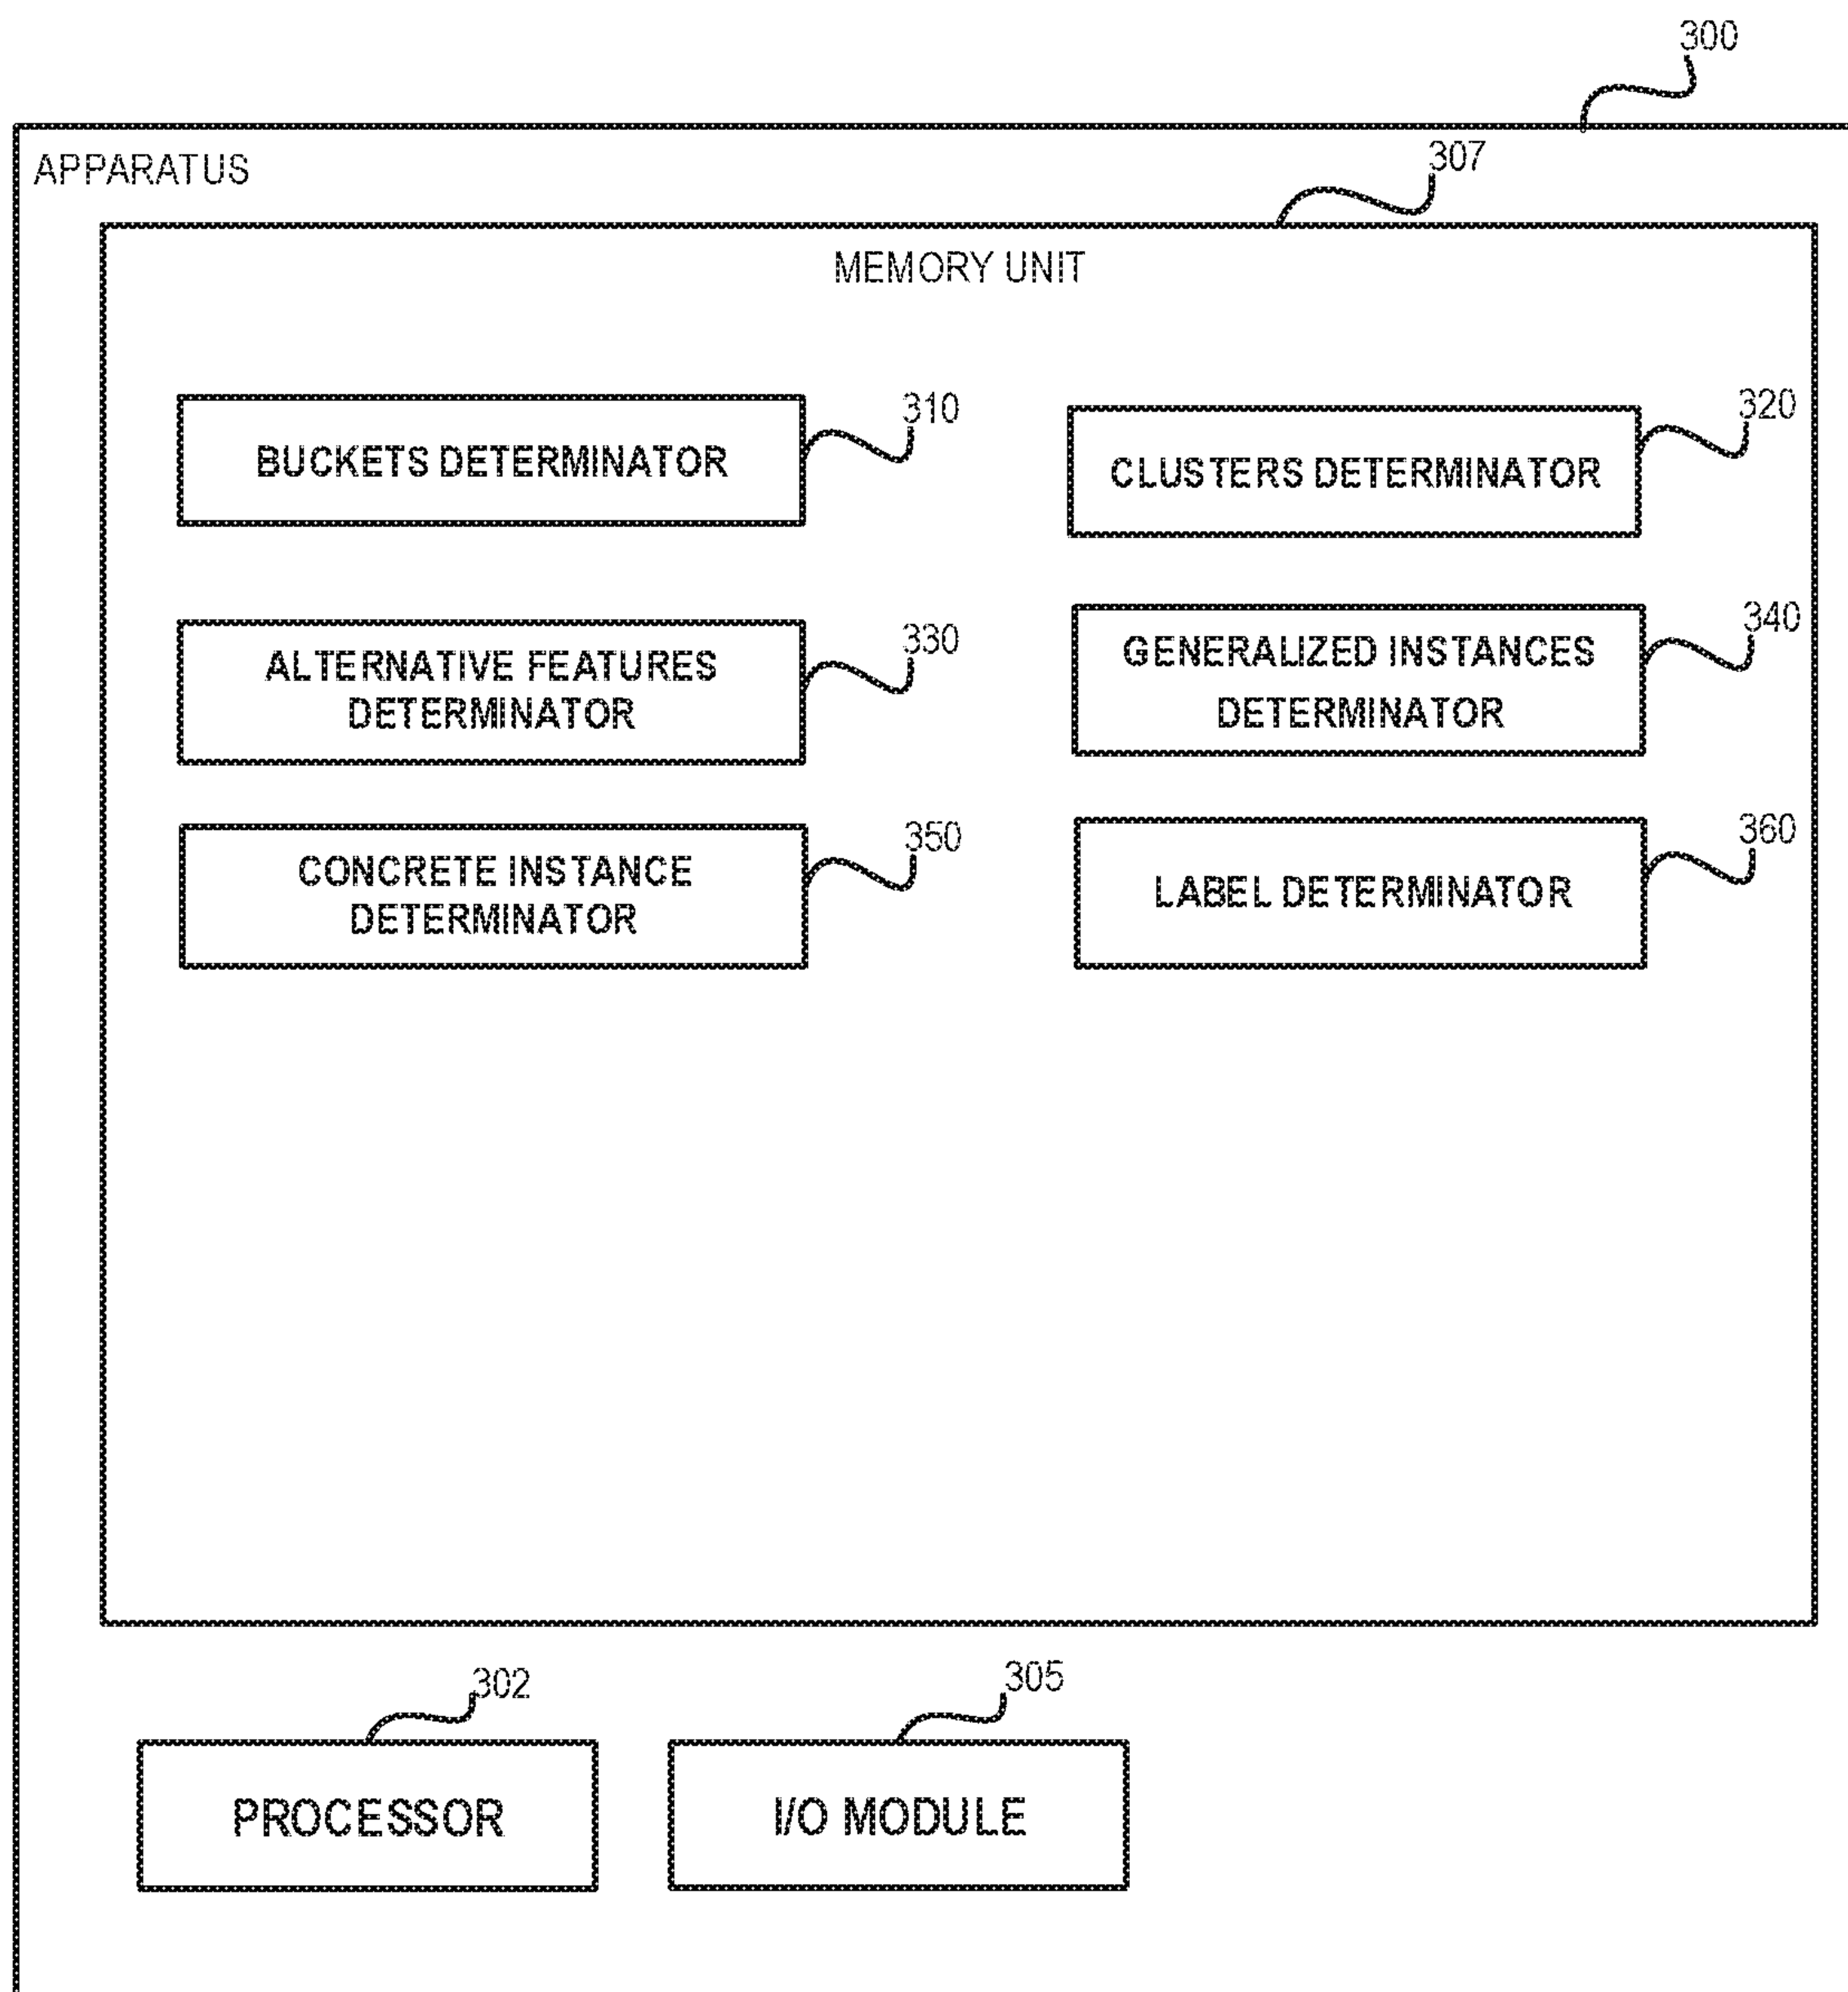 300
APPARATUS
307
MEMORY UNIT
BUCKETS DETERMINATOR
310
CLUSTERS DETERMINATOR
320
ALTERNATIVE FEATURES
DETERMINATOR
330
GENERALIZED INSTANCES
DETERMINATOR
340
CONCRETE INSTANCE
DETERMINATOR
350
LABEL DETERMINATOR
360
302
PROCESSOR
305
I/O MODULE